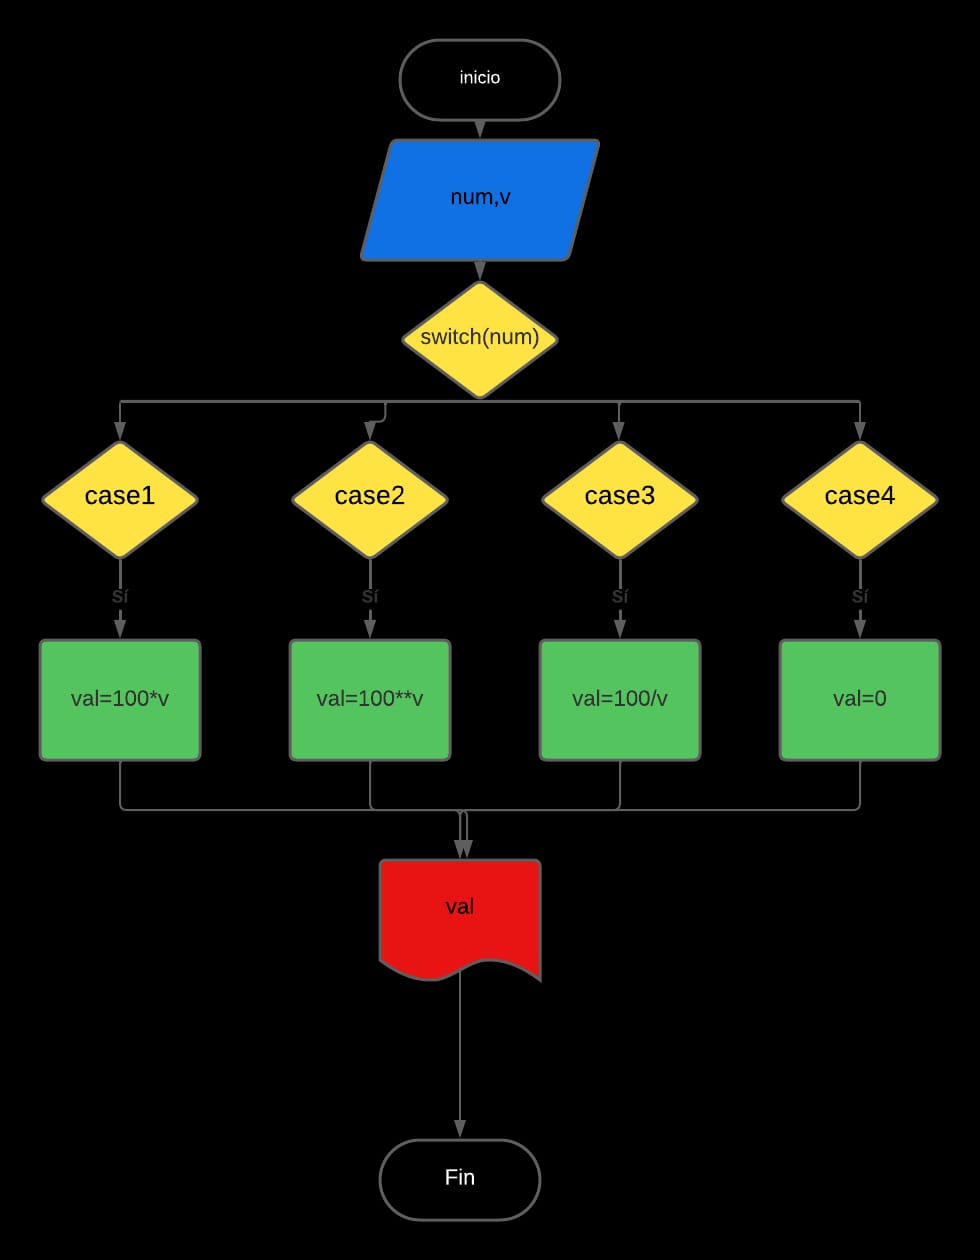 inicio
num,v
switch(num)
case1
case2
case3
case4
Sí
Sí
Sí
Sí
val=100*v
val=100**v
val=100/v
val=0
val
Fin